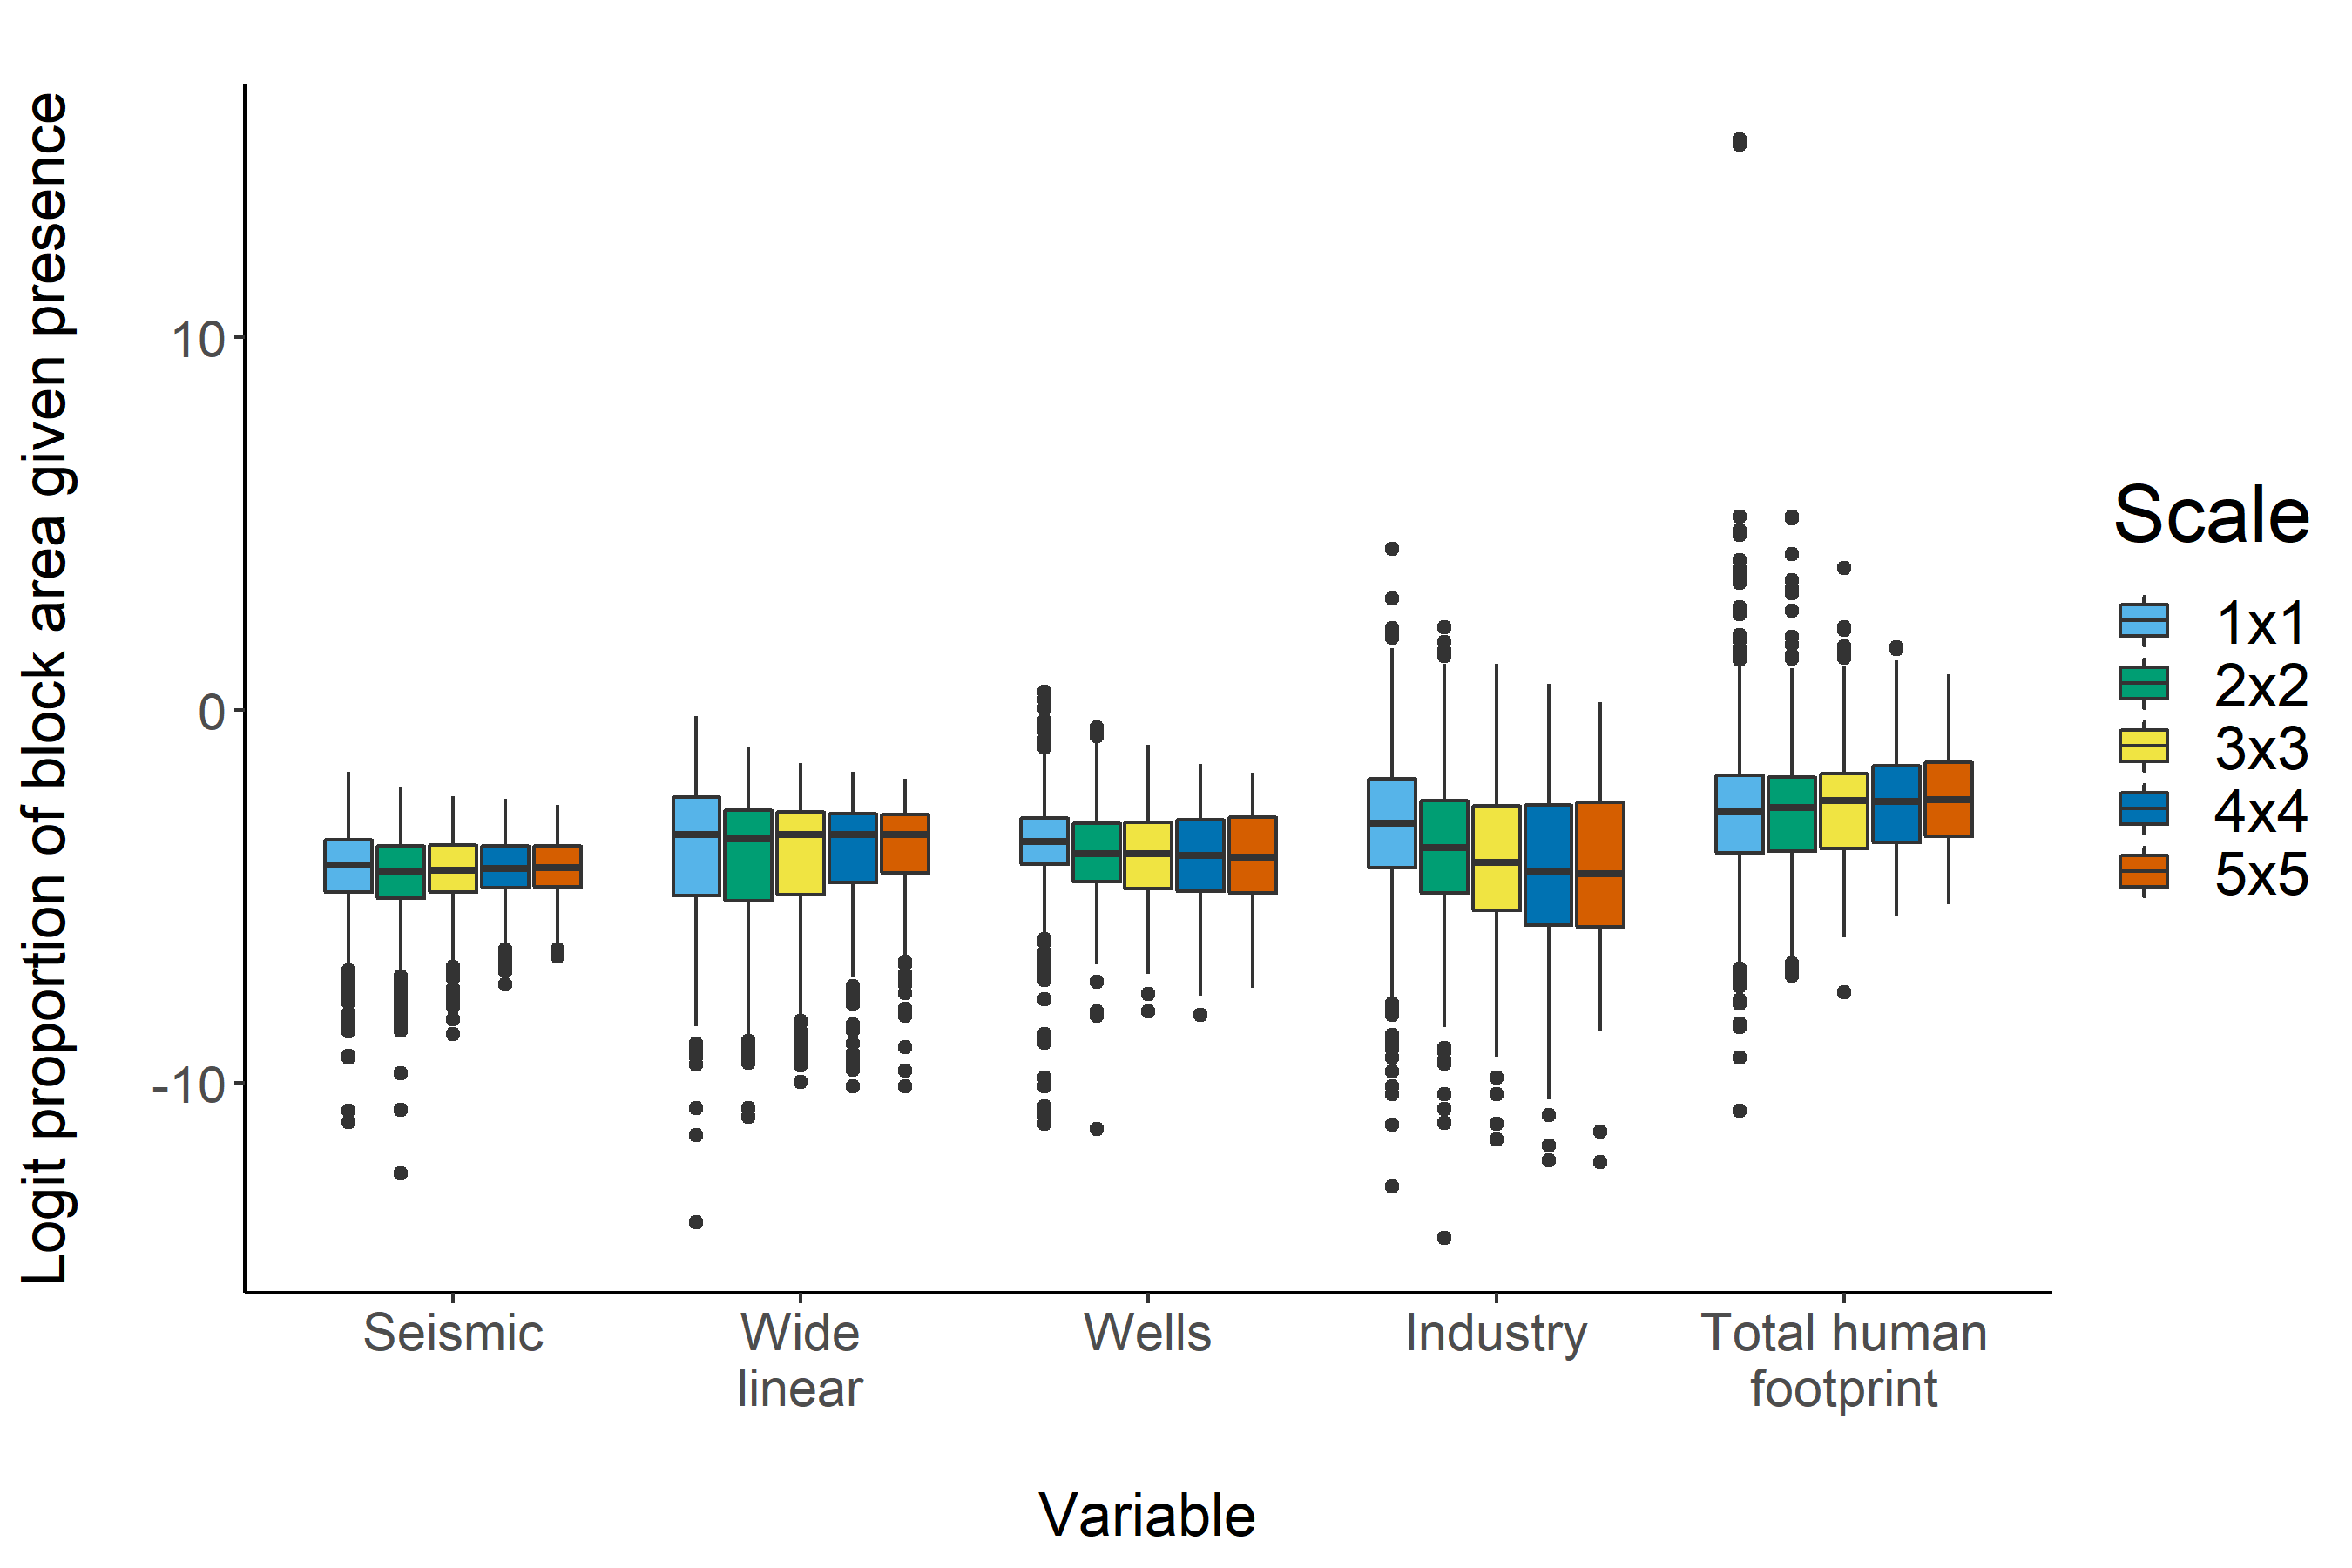 Logit proportion of block area given presence
10
0
-10
Seismic
Wide
linear
Wells
Industry
Total human
footprint
Variable
Scale
1x1
2x2
3x3
4x4
5x5